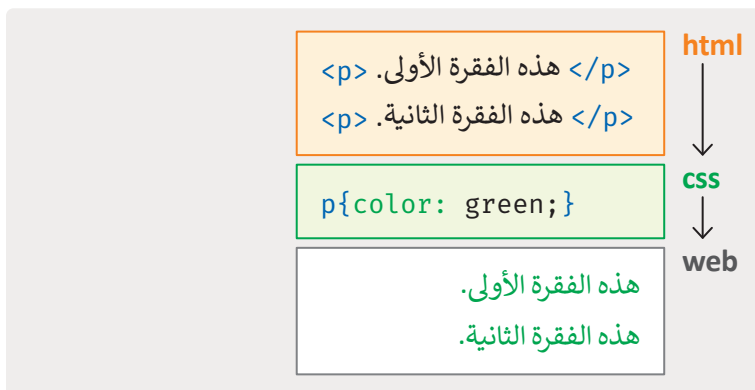 html
<p> هذه الفقرة الأولى. </p>
<p> هذه الفقرة الثانية. </p>
css
p{color: green;}
web
هذه الفقرة الأولى.
هذه الفقرة الثانية.